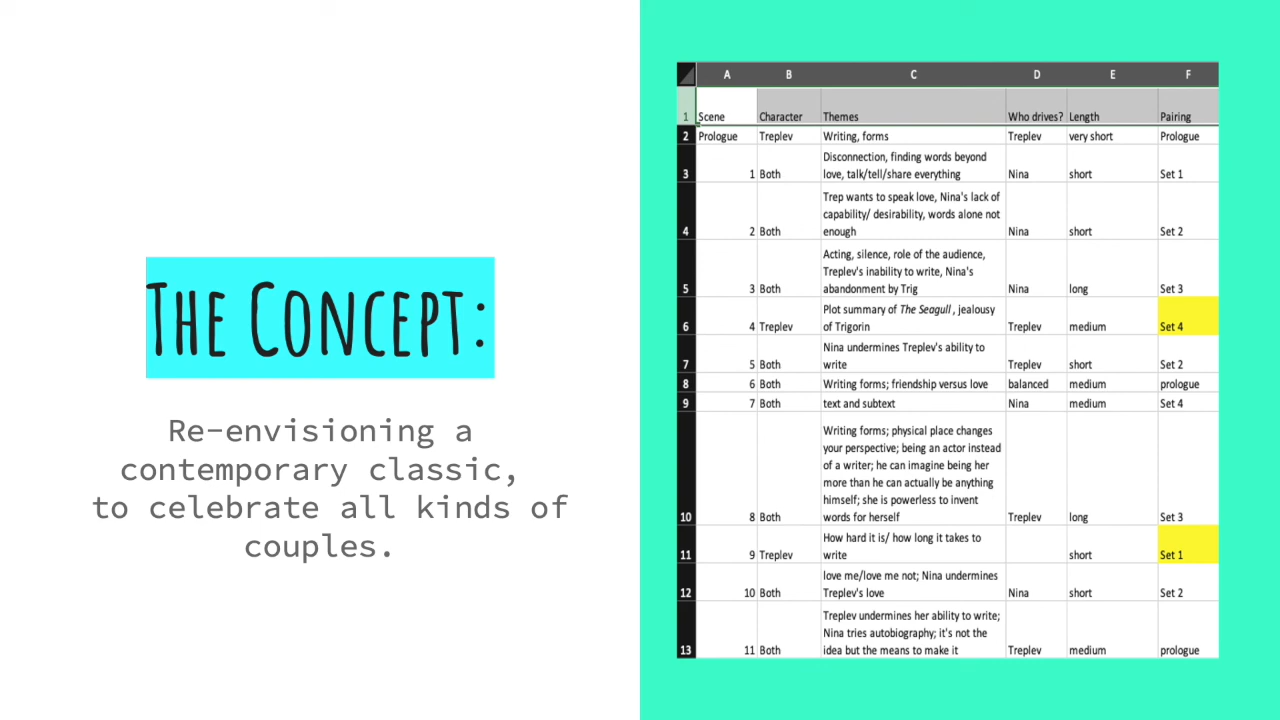 The Concept:
Re-envisioning a
contemporary classic,
to celebrate all kinds of
couples.
A B C D E F
1 Scene Character Themes Who drives? Length Pairing
2 Prologue Treplev Writing, forms Treplev very short Prologue
Disconnection, finding words beyond
3 1 Both love, talk/tell/share everything Nina short Set 1
Trep wants to speak love, Nina's lack of
capability/ desirability, words alone not
4 2 Both enough Nina short Set 2
Acting, silence, role of the audience,
Treplev's inability to write, Nina's
5 3 Both abandonment by Trig Nina long Set 3
Plot summary of The Seagull , jealousy
6 4 Treplev of Trigorin Treplev medium Set 4
Nina undermines Treplev's ability to
7 5 Both write Treplev short Set 2
8 6 Both Writing forms; friendship versus love balanced medium prologue
9 7 Both text and subtext Nina medium Set 4
Writing forms; physical place changes
your perspective; being an actor instead
of a writer; he can imagine being her
more than he can actually be anything
himself; she is powerless to invent
10 8 Both words for herself Treplev long Set 3
How hard it is/ how long it takes to
11 9 Treplev write short Set 1
love me/love me not; Nina undermines
12 10 Both Treplev's love Nina short Set 2
Treplev undermines her ability to write;
Nina tries autobiography; it's not the
13 11 Both idea but the means to make it Treplev medium prologue